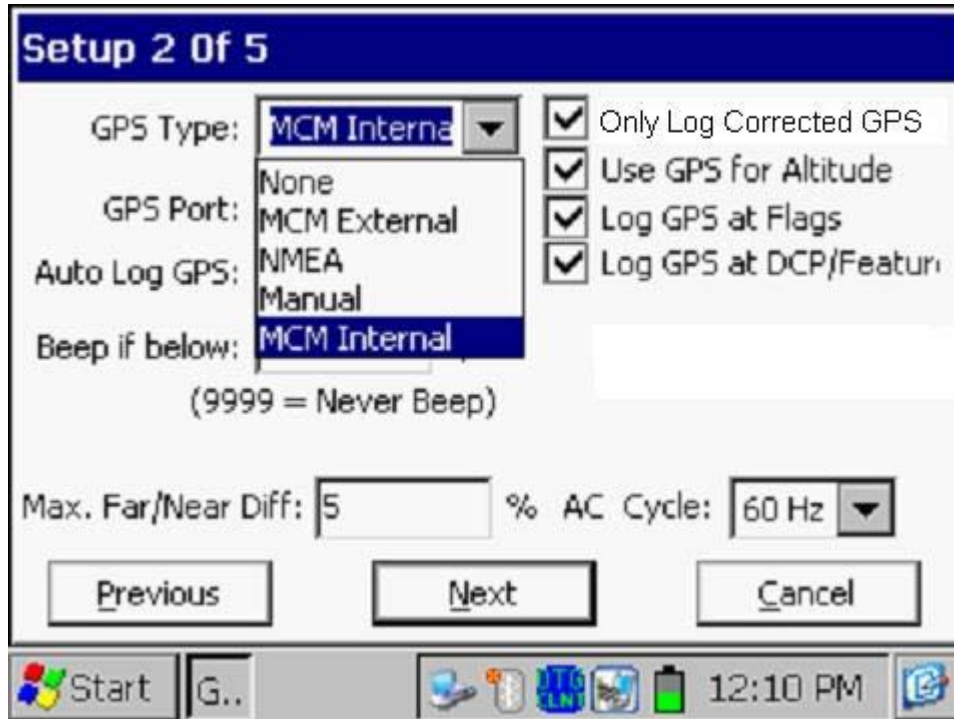 Setup 2 Of 5
GPS Type: MCM Interna
None
MCM External
NMEA
Manual
MCM Internal
GPS Port:
Auto Log GPS:
Beep if below:
(9999 = Never Beep)
Only Log Corrected GPS
Use GPS for Altitude
Log GPS at Flags
Log GPS at DCP/Featur
Max. Far/Near Diff: 5 % AC Cycle: 60 Hz
Previous Next Cancel
Start G.. 12:10 PM